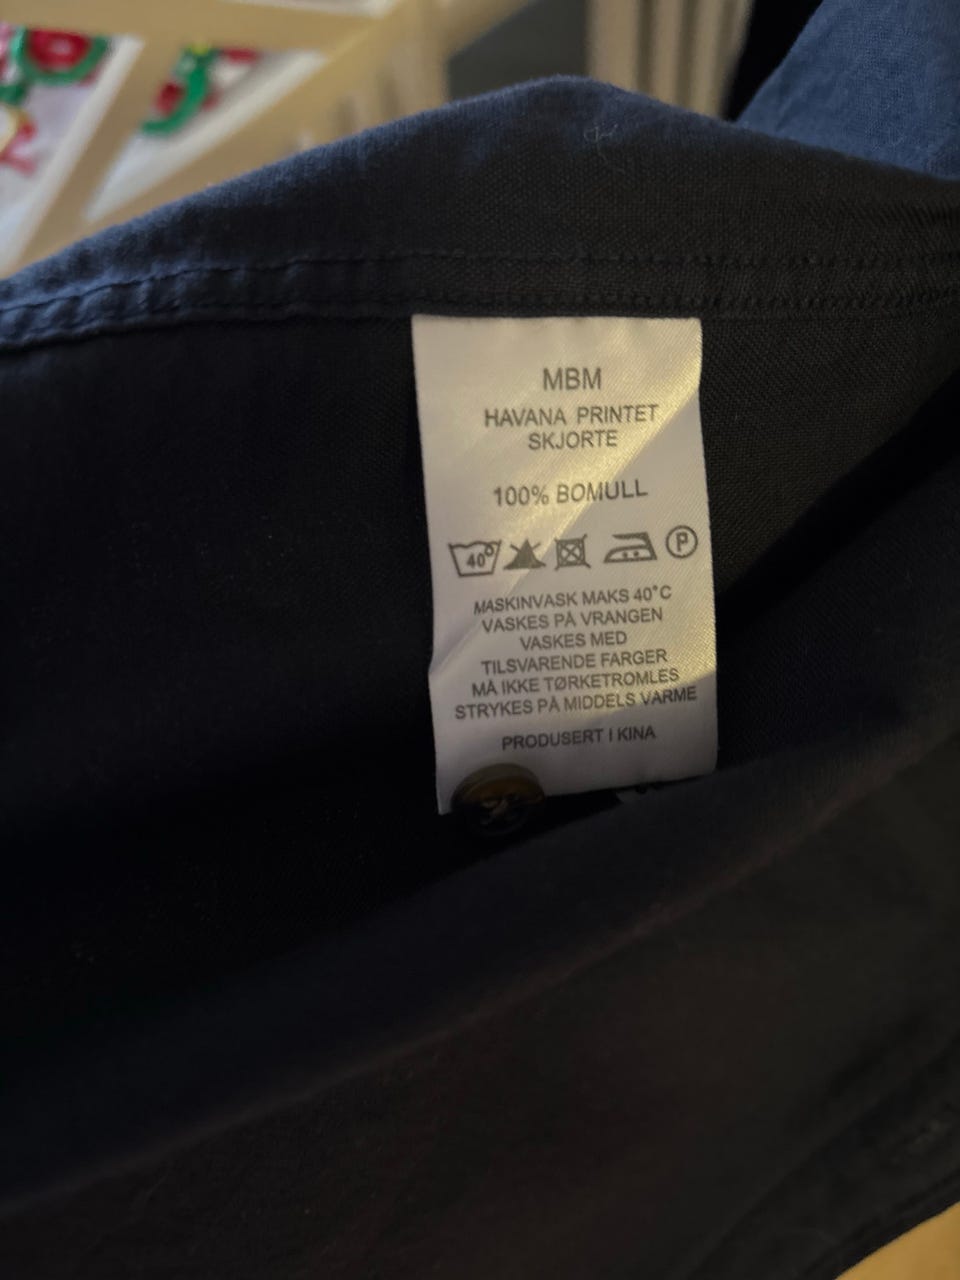 MBM
HAVANA PRINTET
SKJORTE
100% BOMULL
40° P
MASKINVASK MAKS 40°C
VASKES PÅ VRANGEN
VASKES MED
TILSVARENDE FARGER
MÅ IKKE TØRKETROMLES
STRYKES PÅ MIDDELS VARME
PRODUSERT I KINA